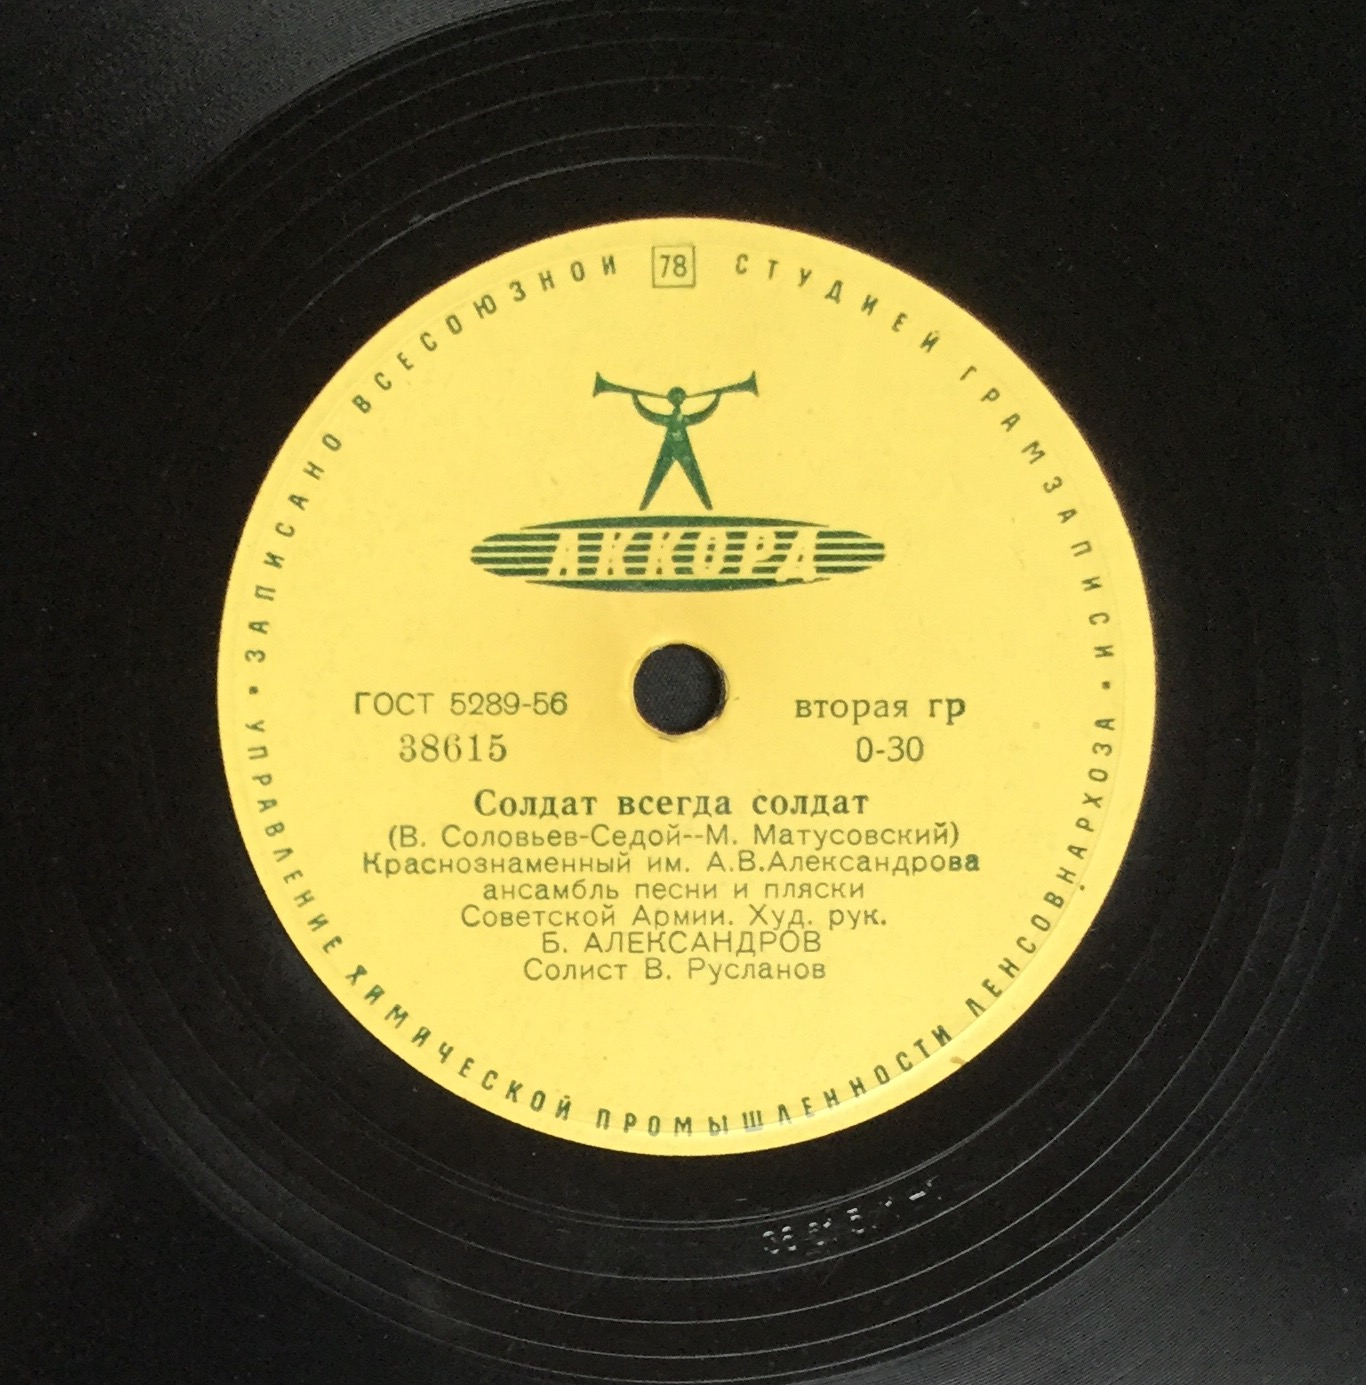 ЗАПИСАНО ВСЕСОЮЗНОЙ 78 СТУДИЕЙ ГРАМЗАПИСИ
АККОРД
ГОСТ 5289-56
38615
вторая гр
0-30
Солдат всегда солдат
(В. Соловьев-Седой--М. Матусовский)
Краснознаменный им. А.В.Александрова
ансамбль песни и пляски
Советской Армии. Худ. рук.
Б. АЛЕКСАНДРОВ
Солист В. Русланов
УПРАВЛЕНИЕ ХИМИЧЕСКОЙ ПРОМЫШЛЕННОСТИ ЛЕНСОВНАРХОЗА